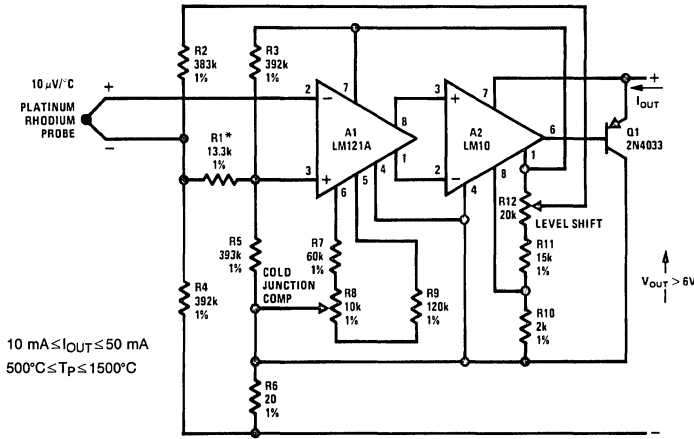 R2
383k
1%
R3
392k
1%
10 µV/°C
PLATINUM
RHODIUM
PROBE
+
−
R1*
13.3k
1%
2
−
7
A1
LM121A
8
1
3
+
6
5
4
3
+
7
A2
LM10
6
2
−
4
8
1
+
IOUT
Q1
2N4033
R12
20k
LEVEL SHIFT
R11
15k
1%
R10
2k
1%
VOUT > 6V
R5
393k
1%
COLD
JUNCTION
COMP
R7
60k
1%
R8
10k
1%
R9
120k
1%
R4
392k
1%
R6
20
1%
−
10 mA ≤ IOUT ≤ 50 mA
500°C ≤ TP ≤ 1500°C